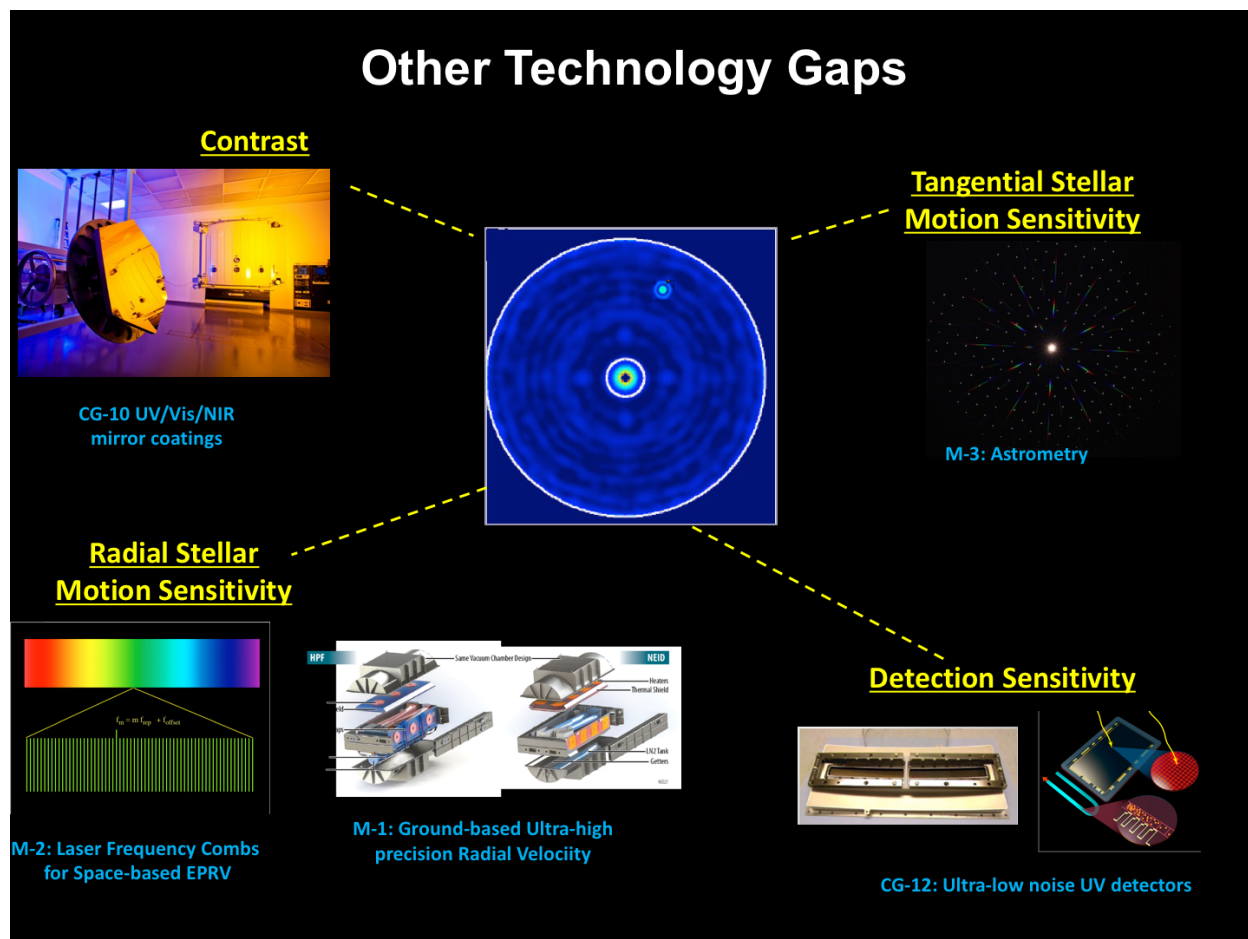 Other Technology Gaps
Contrast
CG-10 UV/Vis/NIR
mirror coatings
Tangential Stellar
Motion Sensitivity
M-3: Astrometry
Radial Stellar
Motion Sensitivity
fm = m frep + foffset
M-2: Laser Frequency Combs
for Space-based EPRV
HPF
Same Vacuum Chamber Design
NEID
Heaters
Thermal Shield
LN2 Tank
Getters
M-1: Ground-based Ultra-high
precision Radial Velociity
Detection Sensitivity
CG-12: Ultra-low noise UV detectors